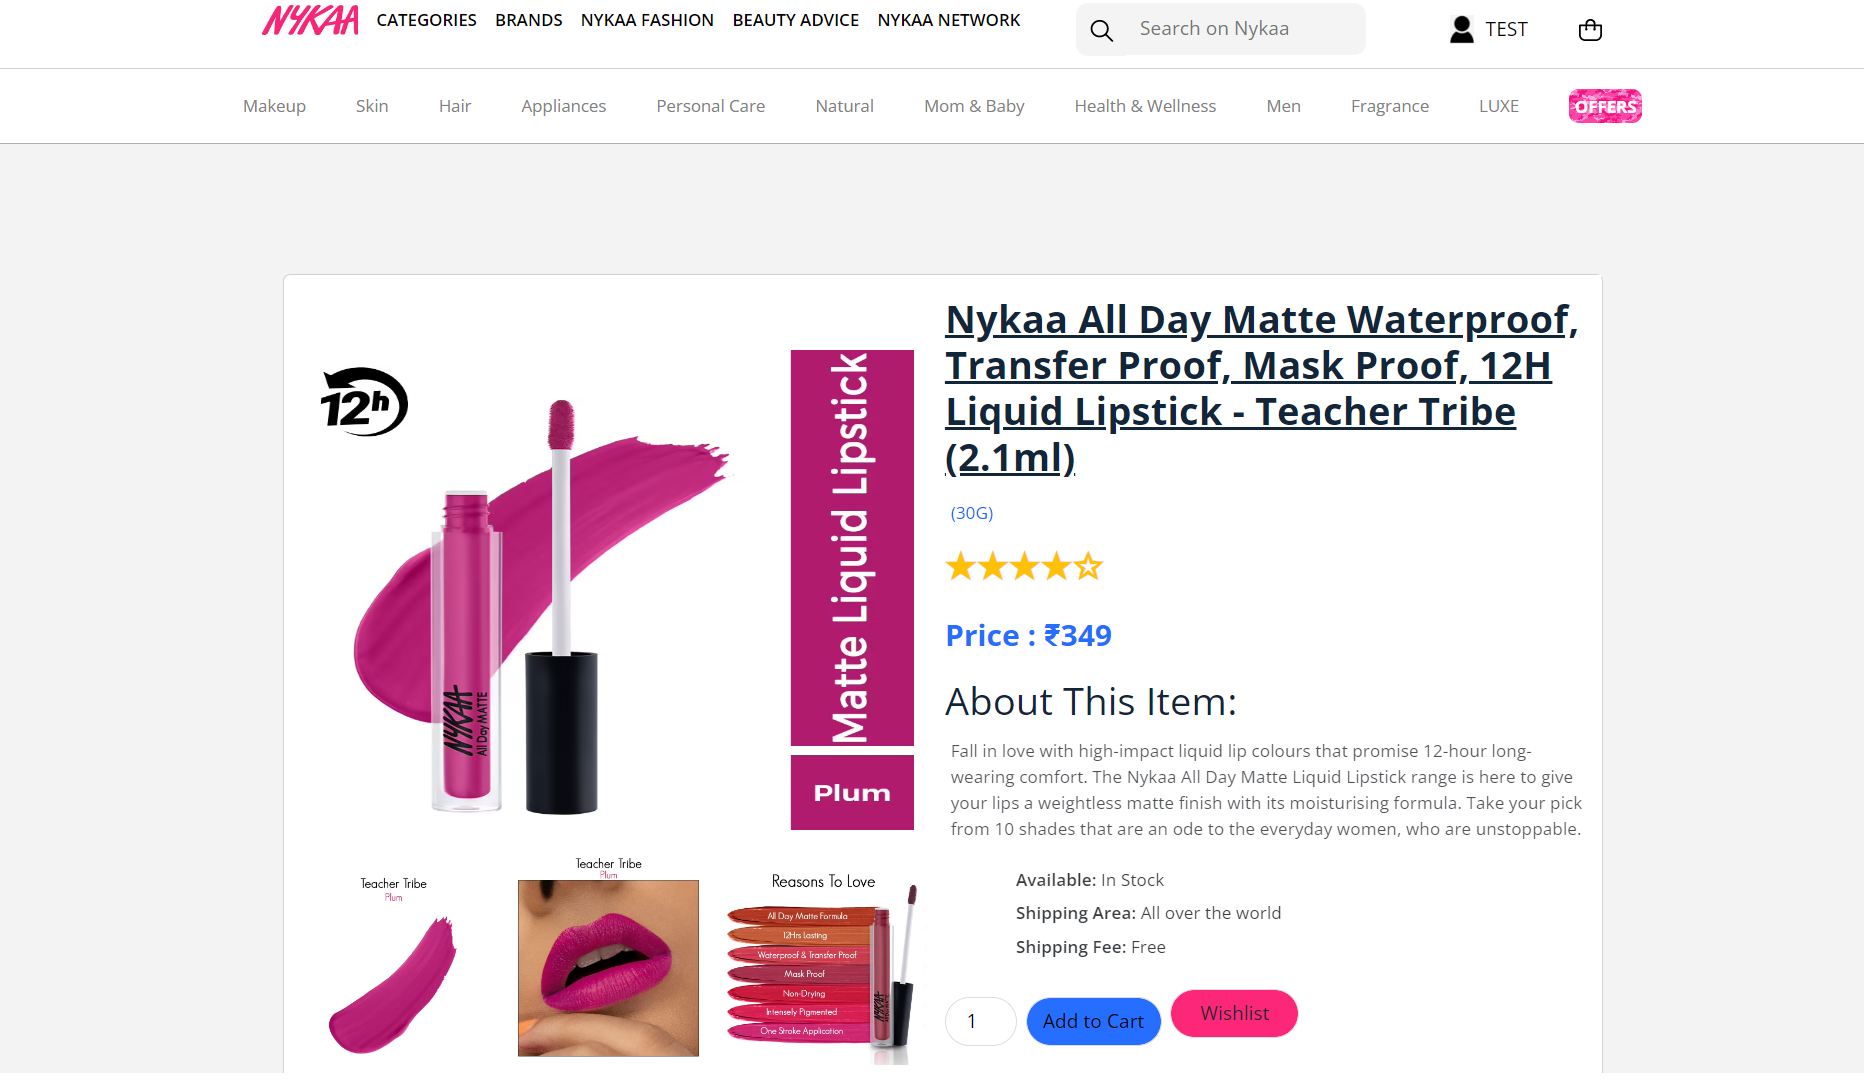 NYKAA CATEGORIES BRANDS NYKAA FASHION BEAUTY ADVICE NYKAA NETWORK Search on Nykaa TEST
Makeup Skin Hair Appliances Personal Care Natural Mom & Baby Health & Wellness Men Fragrance LUXE OFFERS
12h
NYKAA
All Day MATTE
Matte Liquid Lipstick
Plum
Teacher Tribe
Plum
Teacher Tribe
Plum
Reasons To Love
All Day Matte Formula
12Hrs Lasting
Waterproof & Transfer Proof
Mask Proof
Non-Drying
Intensely Pigmented
One Stroke Application
NYKAA
Nykaa All Day Matte Waterproof,
Transfer Proof, Mask Proof, 12H
Liquid Lipstick - Teacher Tribe
(2.1ml)
(30G)
Price : ₹349
About This Item:
Fall in love with high-impact liquid lip colours that promise 12-hour long-
wearing comfort. The Nykaa All Day Matte Liquid Lipstick range is here to give
your lips a weightless matte finish with its moisturising formula. Take your pick
from 10 shades that are an ode to the everyday women, who are unstoppable.
Available: In Stock
Shipping Area: All over the world
Shipping Fee: Free
1 Add to Cart Wishlist